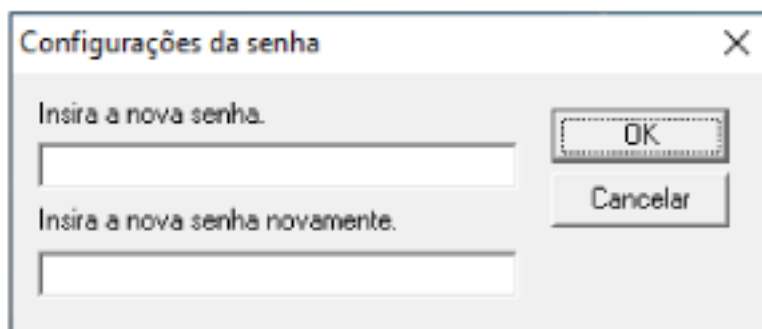 Configurações da senha
Insira a nova senha.
OK
Cancelar
Insira a nova senha novamente.